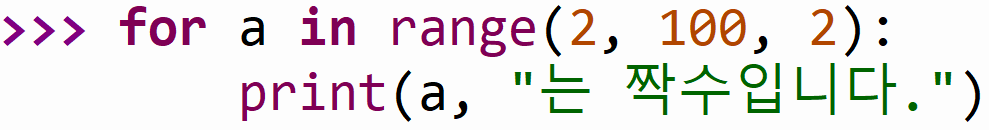 >>> for a in range(2, 100, 2):
        print(a, "는 짝수입니다.")